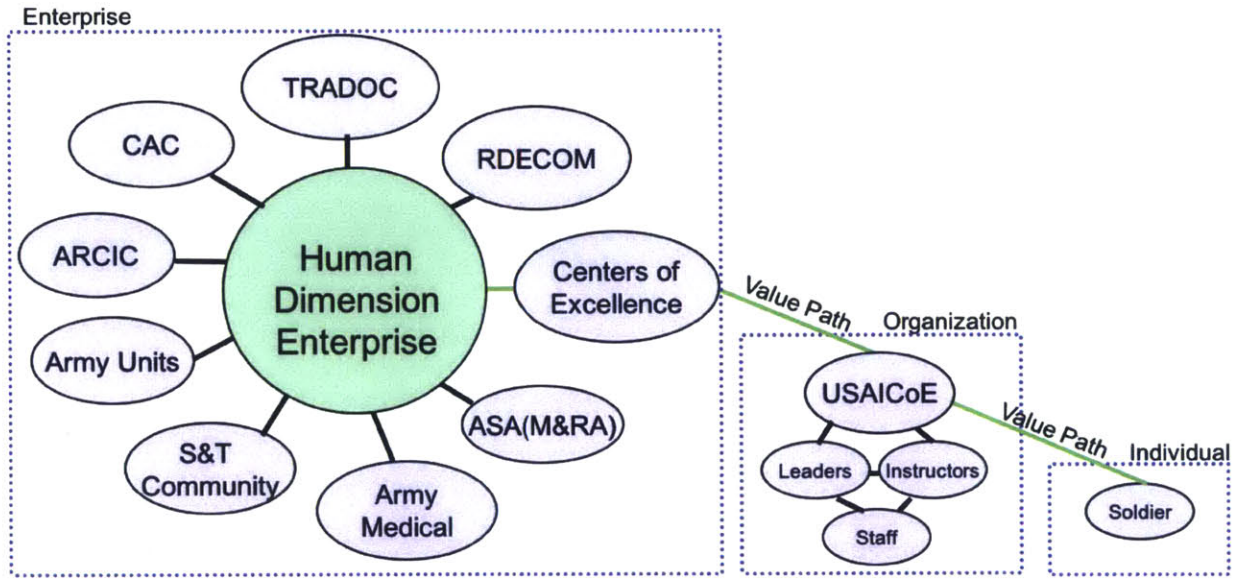 Enterprise
TRADOC
CAC
RDECOM
ARCIC
Human
Dimension
Enterprise
Centers of
Excellence
Army Units
ASA(M&RA)
S&T
Community
Army
Medical
Value Path
Organization
USAICoE
Leaders
Instructors
Staff
Value Path
Individual
Soldier